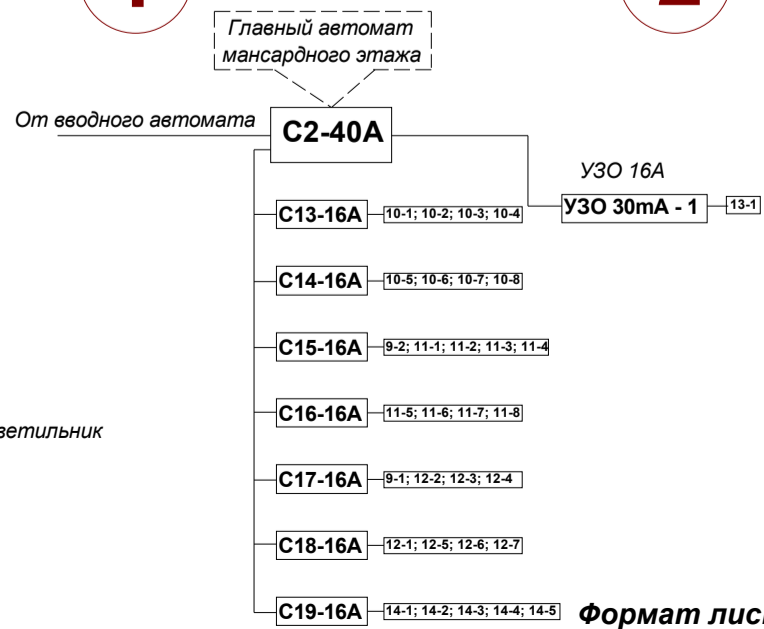 Главный автомат
мансардного этажа
От вводного автомата
С2-40А
УЗО 16А
УЗО 30mA - 1
13-1
С13-16А
10-1; 10-2; 10-3; 10-4
С14-16А
10-5; 10-6; 10-7; 10-8
С15-16А
9-2; 11-1; 11-2; 11-3; 11-4
С16-16А
11-5; 11-6; 11-7; 11-8
ветильник
С17-16А
9-1; 12-2; 12-3; 12-4
С18-16А
12-1; 12-5; 12-6; 12-7
С19-16А
14-1; 14-2; 14-3; 14-4; 14-5
Формат лис